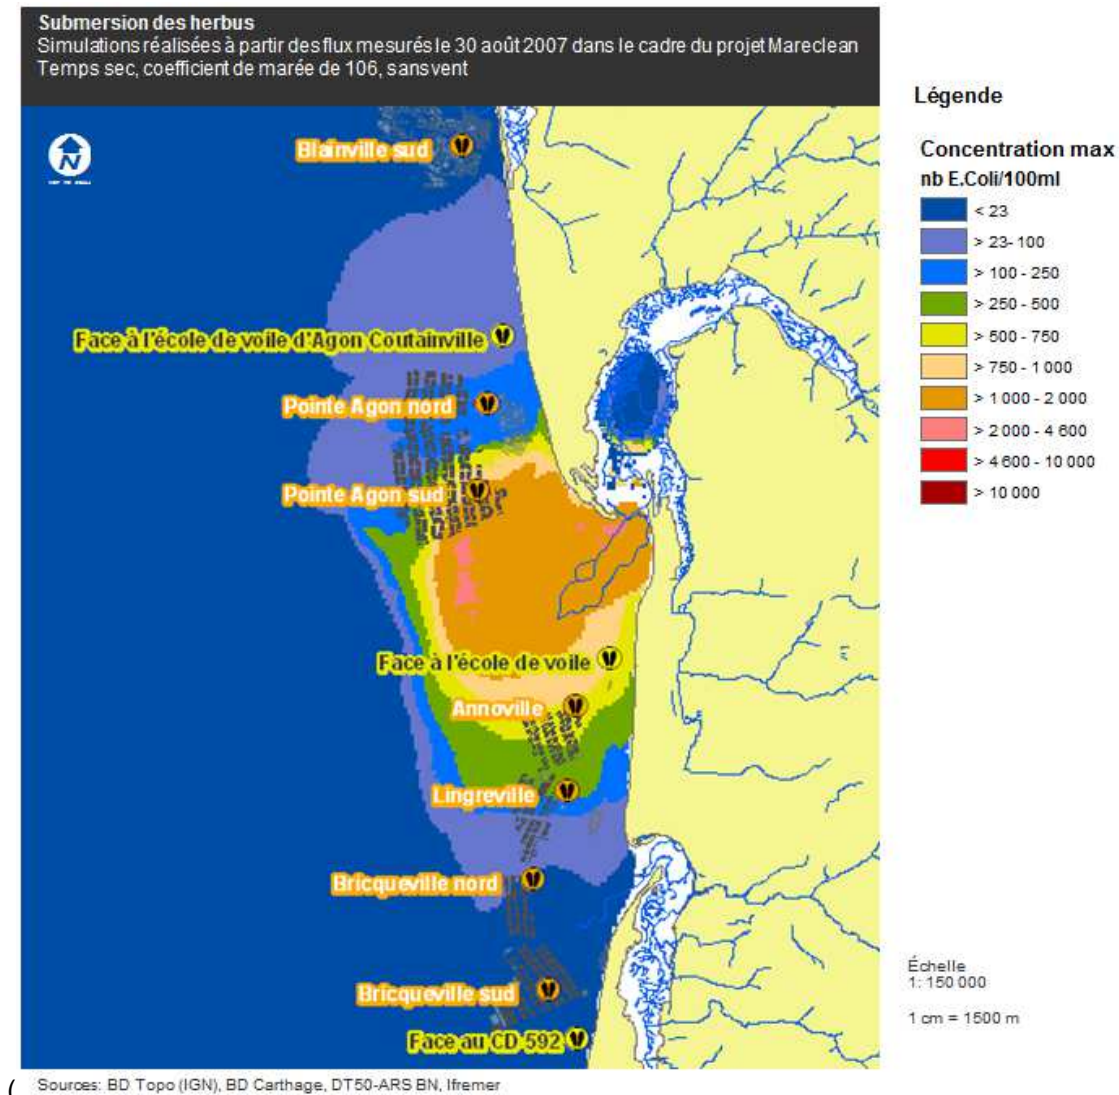 Submersion des herbus
Simulations réalisées à partir des flux mesurés le 30 août 2007 dans le cadre du projet Mareclean
Temps sec, coefficient de marée de 106, sans vent
Légende
Concentration max
nb E.Coli/100ml
< 23
> 23- 100
> 100 - 250
> 250 - 500
> 500 - 750
> 750 - 1 000
> 1 000 - 2 000
> 2 000 - 4 600
> 4 600 - 10 000
> 10 000
N
Blainville sud
Face à l'école de voile d'Agon Coutainville
Pointe Agon nord
Pointe Agon sud
Face à l'école de voile
Annoville
Lingreville
Bricqueville nord
Bricqueville sud
Face au CD 592
Échelle
1: 150 000
1 cm = 1500 m
( Sources: BD Topo (IGN), BD Carthage, DT50-ARS BN, Ifremer